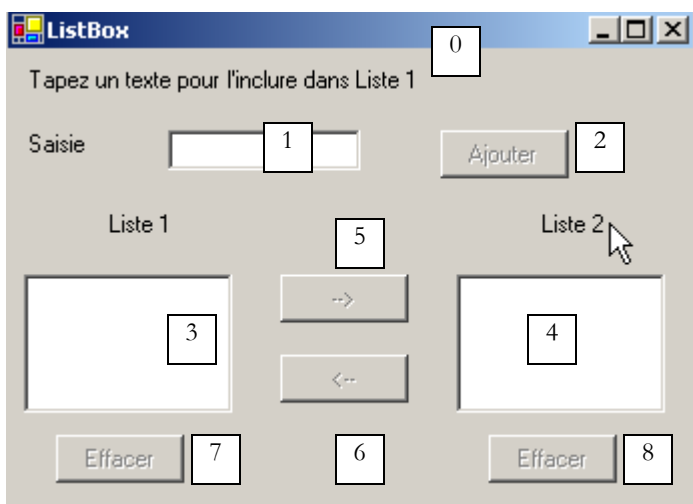 ListBox
0
Tapez un texte pour l'inclure dans Liste 1
Saisie 1 Ajouter 2
Liste 1 5 Liste 2
3 --> 4
<--
Effacer 7 6 Effacer 8